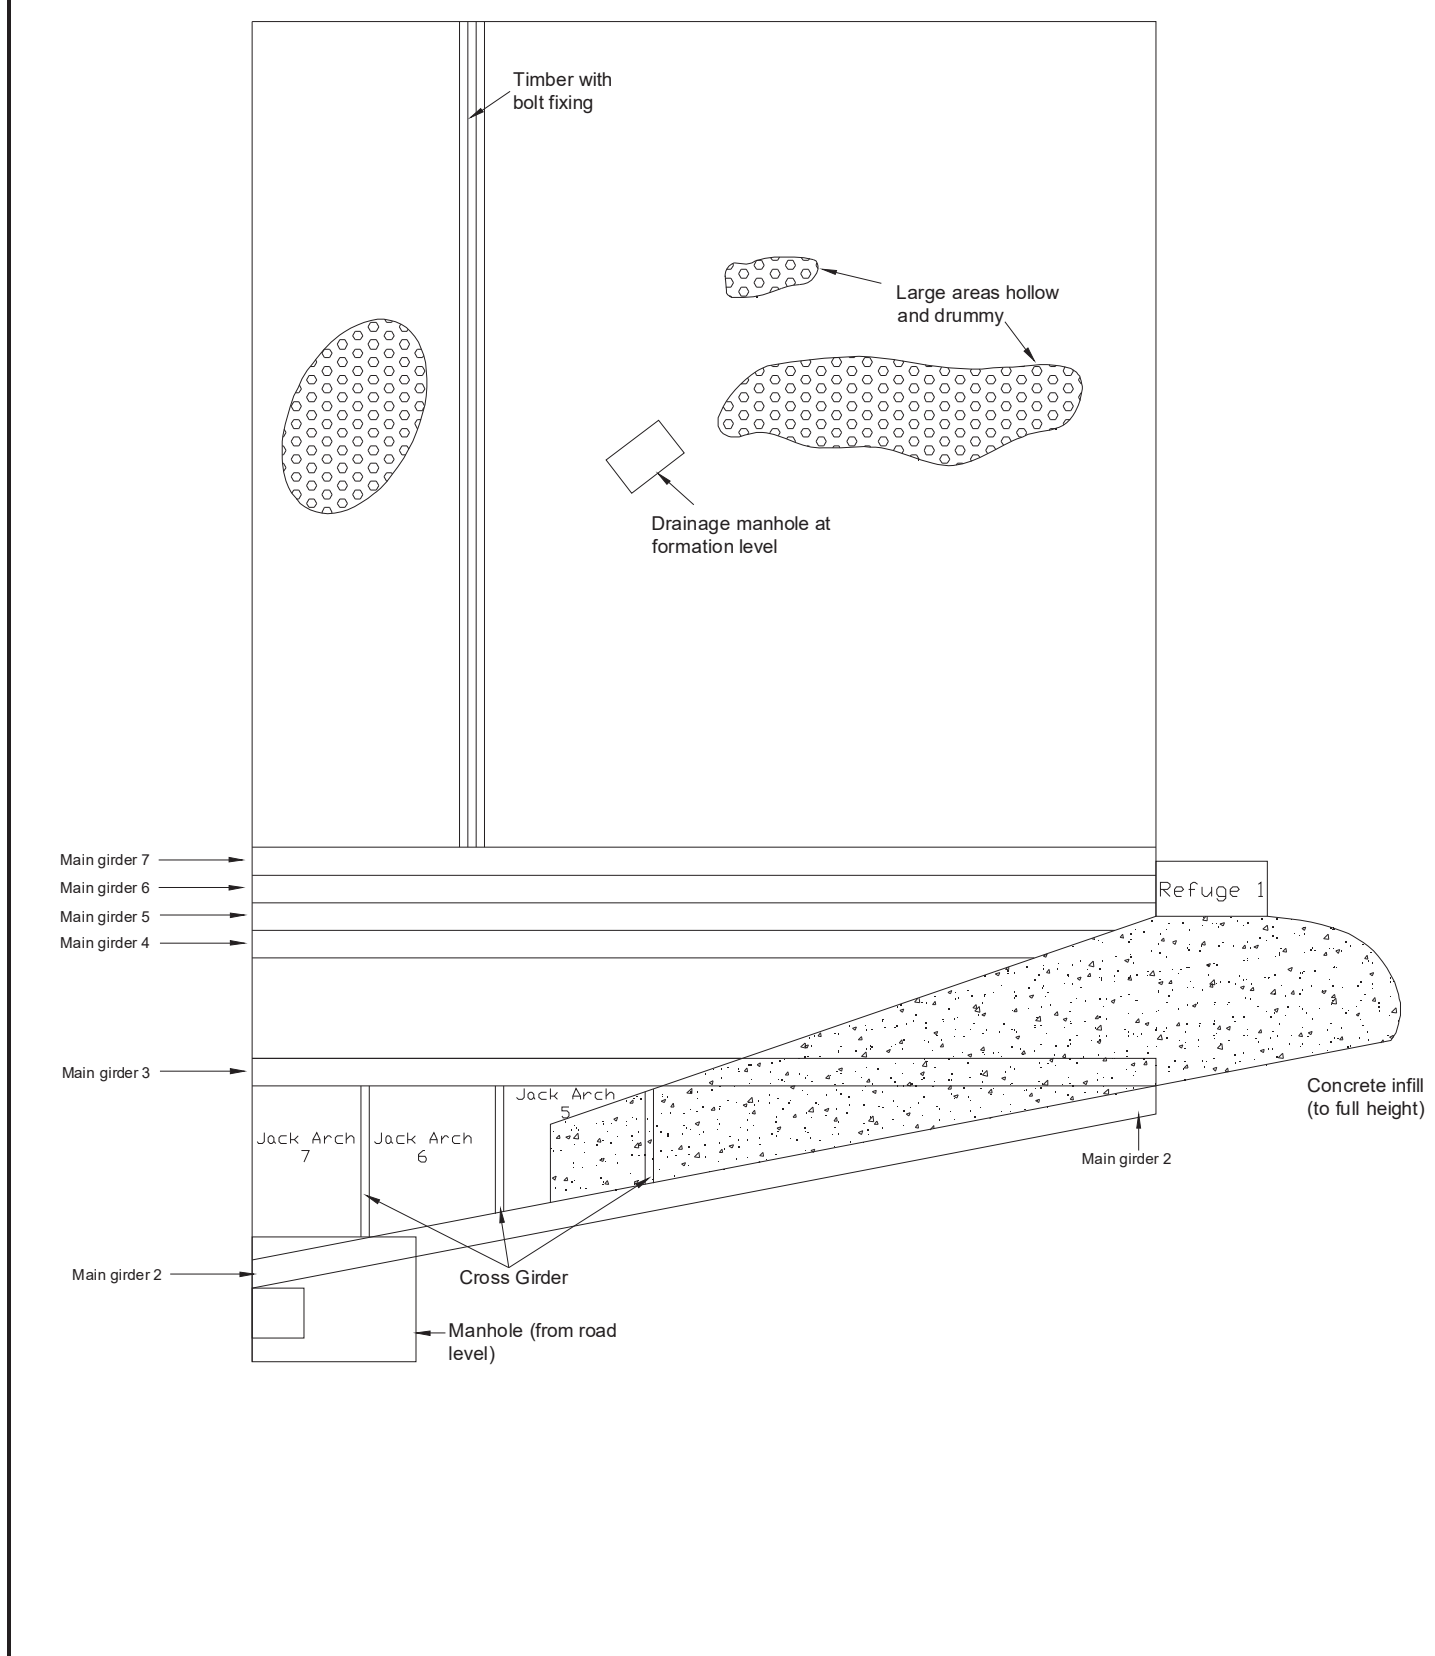 Timber with
bolt fixing
Large areas hollow
and drummy
Drainage manhole at
formation level
Main girder 7
Main girder 6
Refuge 1
Main girder 5
Main girder 4
Main girder 3
Concrete infill
(to full height)
Jack Arch
5
Jack Arch
7
Jack Arch
6
Main girder 2
Main girder 2
Cross Girder
Manhole (from road
level)